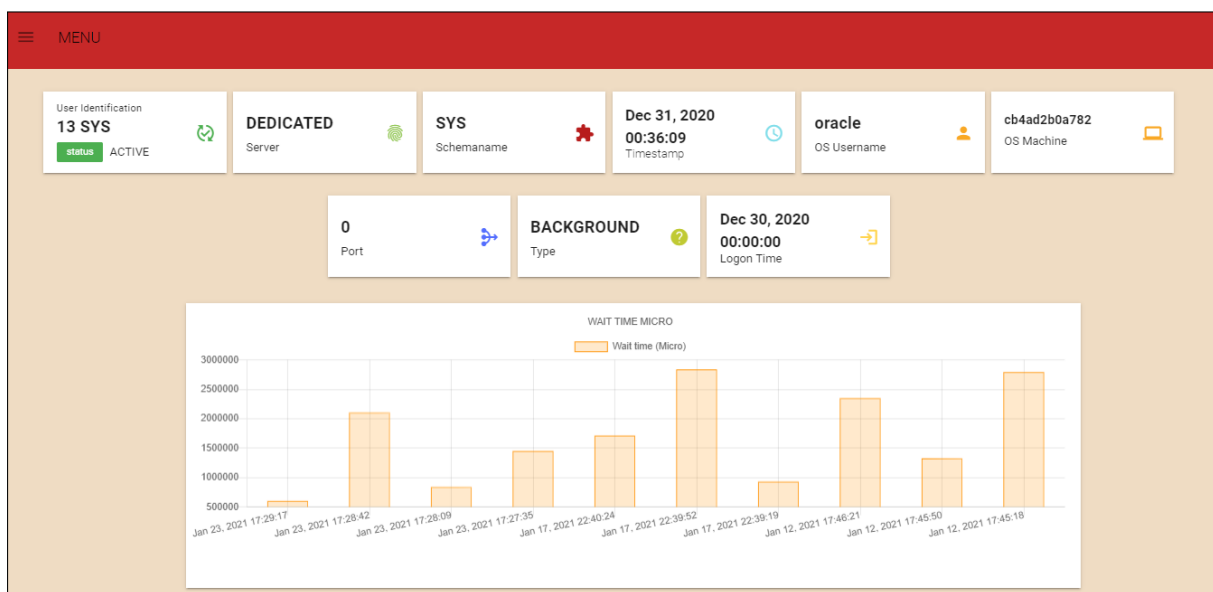 MENU
User Identification
13 SYS
status ACTIVE
DEDICATED
Server
SYS
Schemaname
Dec 31, 2020
00:36:09
Timestamp
oracle
OS Username
cb4ad2b0a782
OS Machine
0
Port
BACKGROUND
Type
Dec 30, 2020
00:00:00
Logon Time
WAIT TIME MICRO
Wait time (Micro)
3000000
2500000
2000000
1500000
1000000
500000
Jan 23, 2021 17:29:17
Jan 23, 2021 17:28:42
Jan 23, 2021 17:28:09
Jan 23, 2021 17:27:35
Jan 17, 2021 22:40:24
Jan 17, 2021 22:39:52
Jan 17, 2021 22:39:19
Jan 12, 2021 17:46:21
Jan 12, 2021 17:45:50
Jan 12, 2021 17:45:18